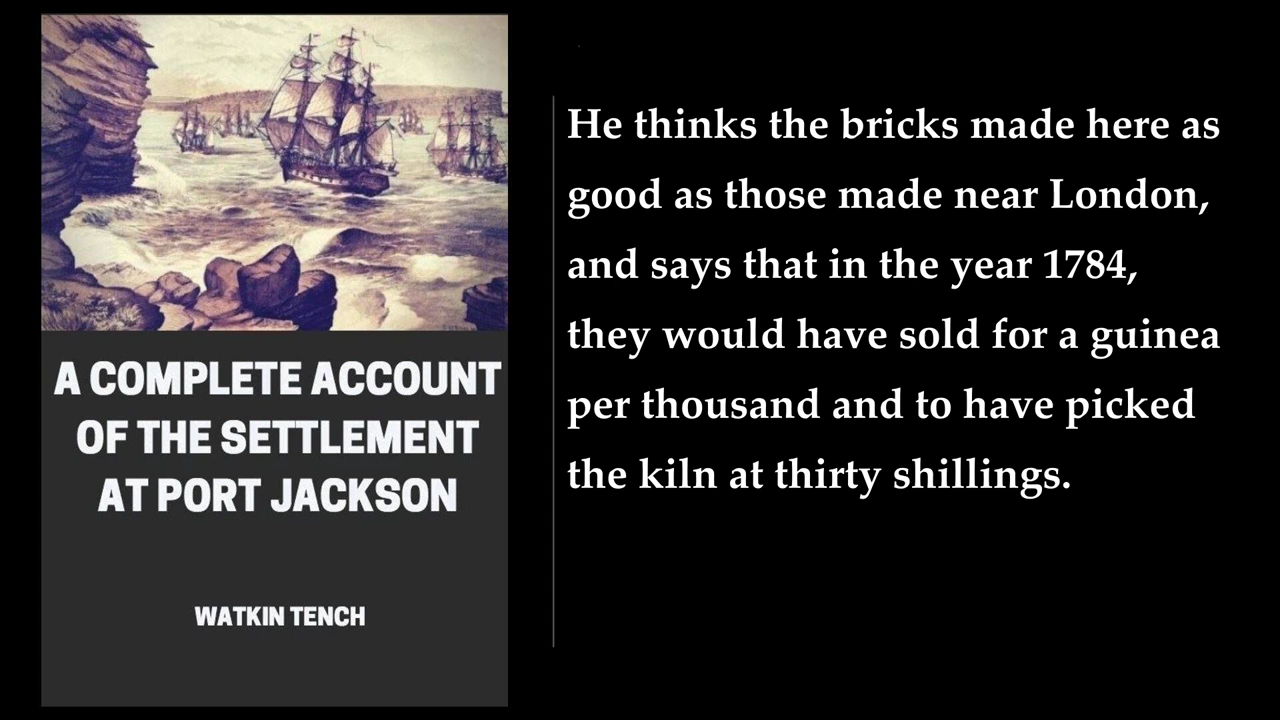 A COMPLETE ACCOUNT
OF THE SETTLEMENT
AT PORT JACKSON
WATKIN TENCH
He thinks the bricks made here as
good as those made near London,
and says that in the year 1784,
they would have sold for a guinea
per thousand and to have picked
the kiln at thirty shillings.